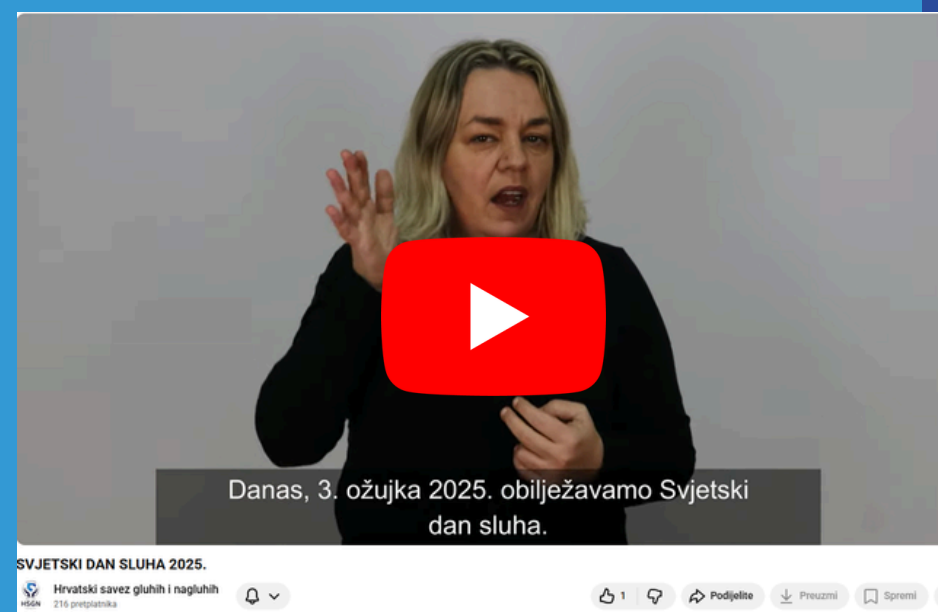 Danas, 3. ožujka 2025. obilježavamo Svjetski
dan sluha.
SVJETSKI DAN SLUHA 2025.
HSGN
Hrvatski savez gluhih i nagluhih
216 pretplatnika
1
Podijelite
Preuzmi
Spremi